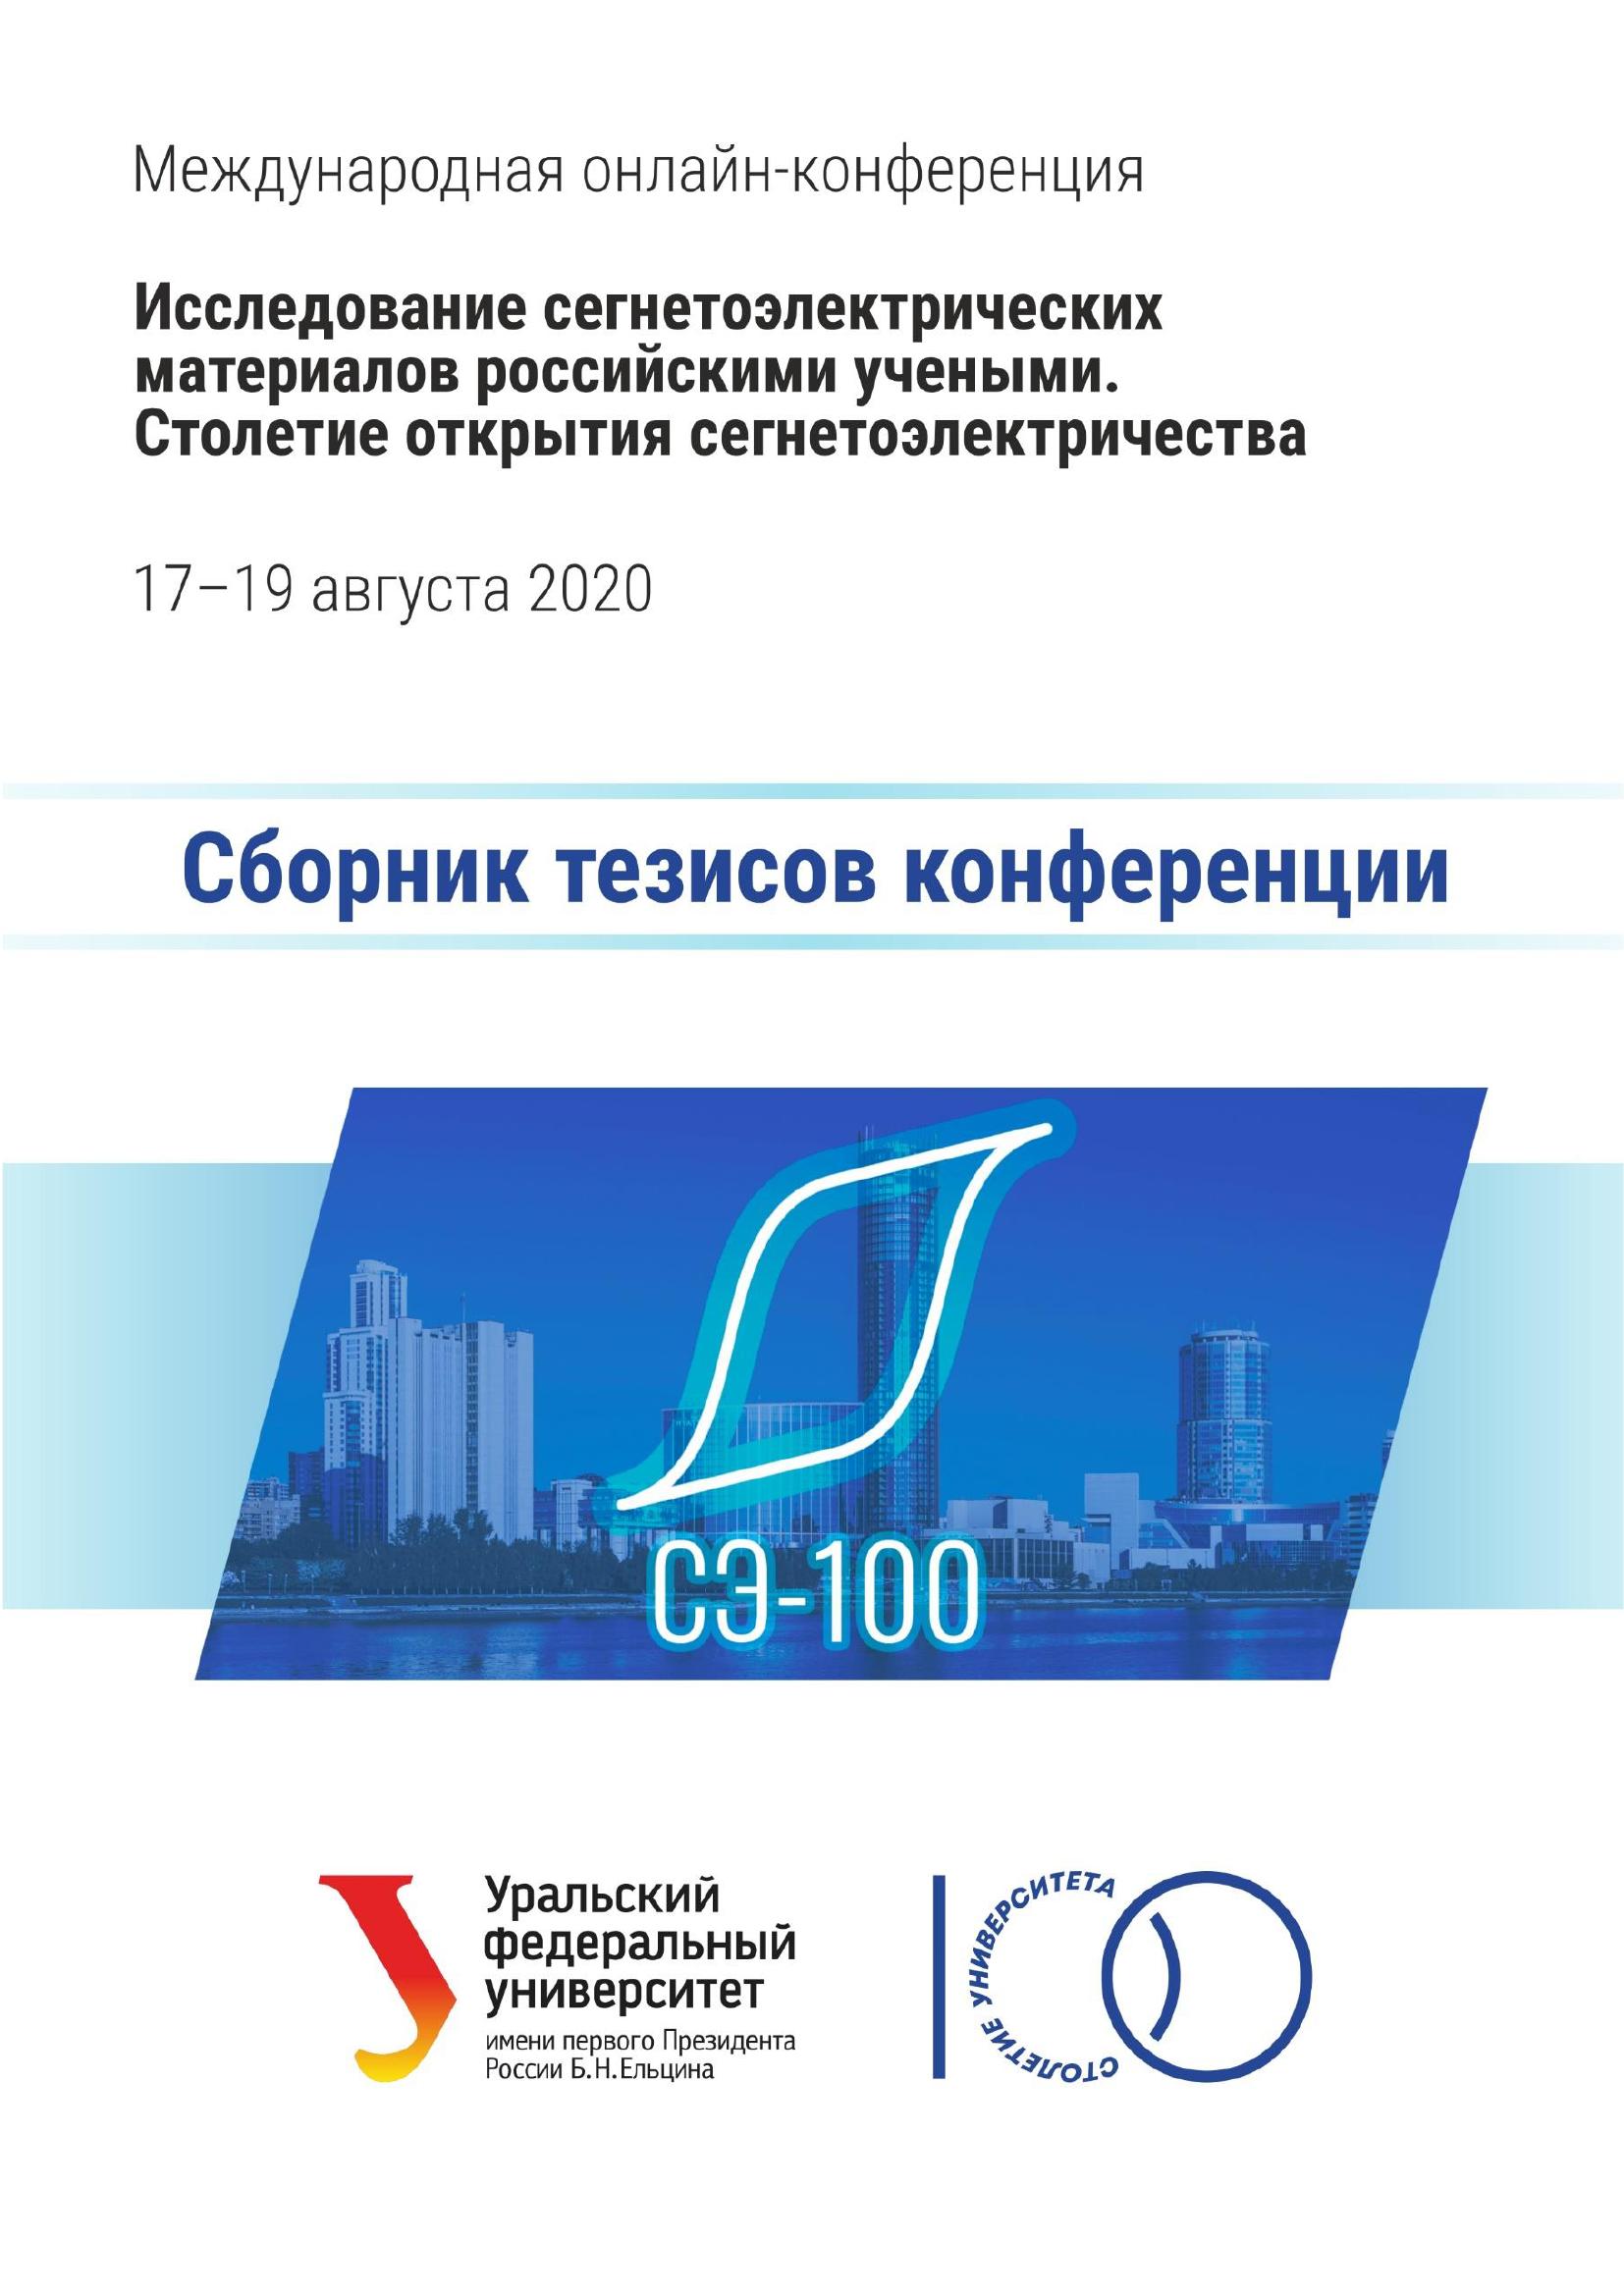 Международная онлайн-конференция
Исследование сегнетоэлектрических
материалов российскими учеными.
Столетие открытия сегнетоэлектричества
17–19 августа 2020
Сборник тезисов конференции
СЭ-100
Уральский
федеральный
университет
имени первого Президента
России Б.Н.Ельцина
СТОЛЕТИЕ УНИВЕРСИТЕТА